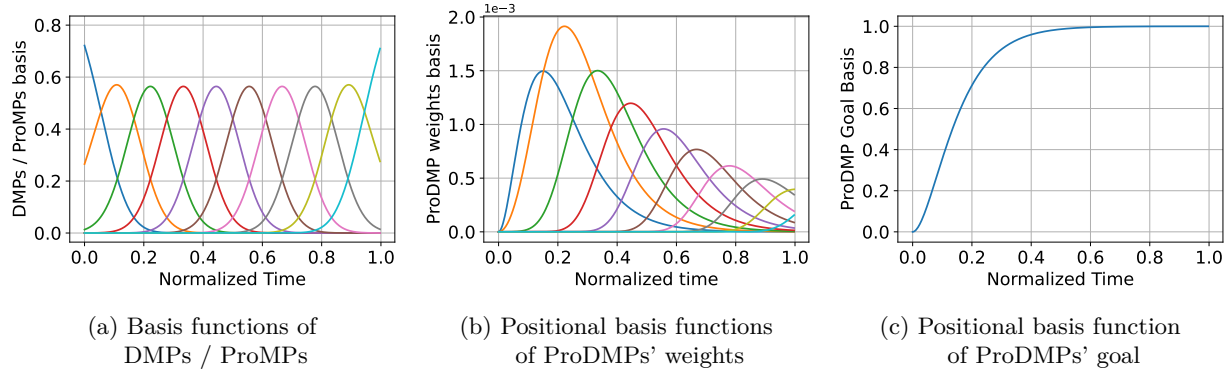 0.8
0.6
0.4
0.2
0.0
DMPs / ProMPs basis
0.0 0.2 0.4 0.6 0.8 1.0
Normalized Time
(a) Basis functions of
DMPs / ProMPs
1e−3
2.0
1.5
1.0
0.5
0.0
ProDMP weights basis
0.0 0.2 0.4 0.6 0.8 1.0
Normalized time
(b) Positional basis functions
of ProDMPs' weights
1.0
0.8
0.6
0.4
0.2
0.0
ProDMP Goal Basis
0.0 0.2 0.4 0.6 0.8 1.0
Normalized Time
(c) Positional basis function
of ProDMPs' goal